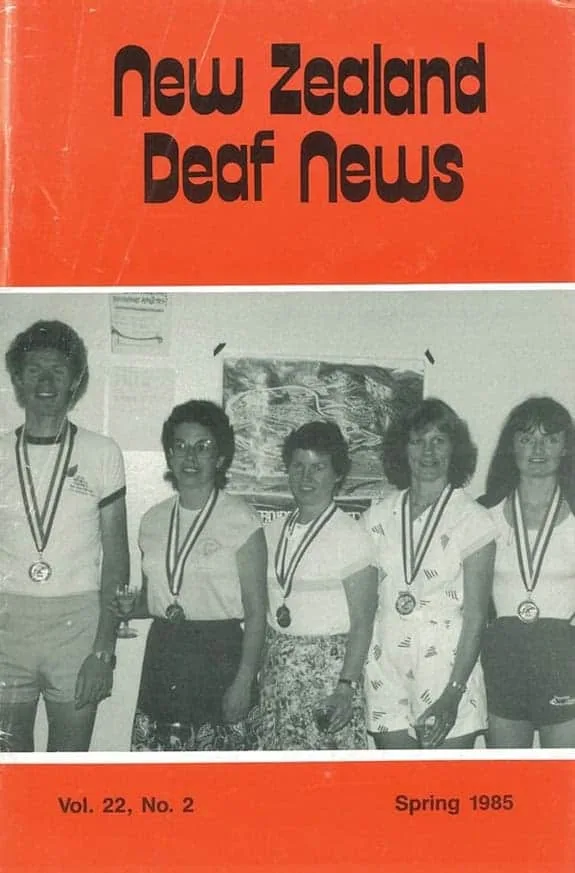 New Zealand
Deaf News
Vol. 22, No. 2
Spring 1985